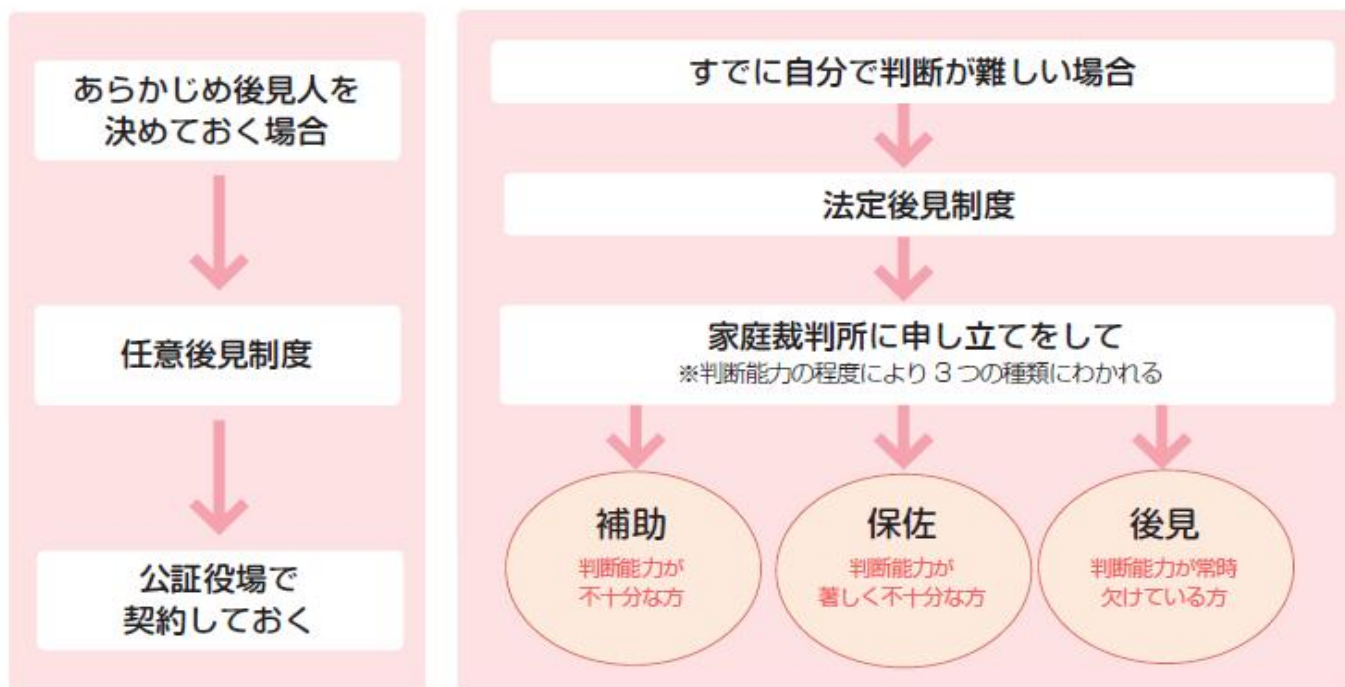 あらかじめ後見人を
決めておく場合
任意後見制度
公証役場で
契約しておく
すでに自分で判断が難しい場合
法定後見制度
家庭裁判所に申し立てをして
※判断能力の程度により3つの種類にわかれる
補助
判断能力が
不十分な方
保佐
判断能力が
著しく不十分な方
後見
判断能力が常時
欠けている方